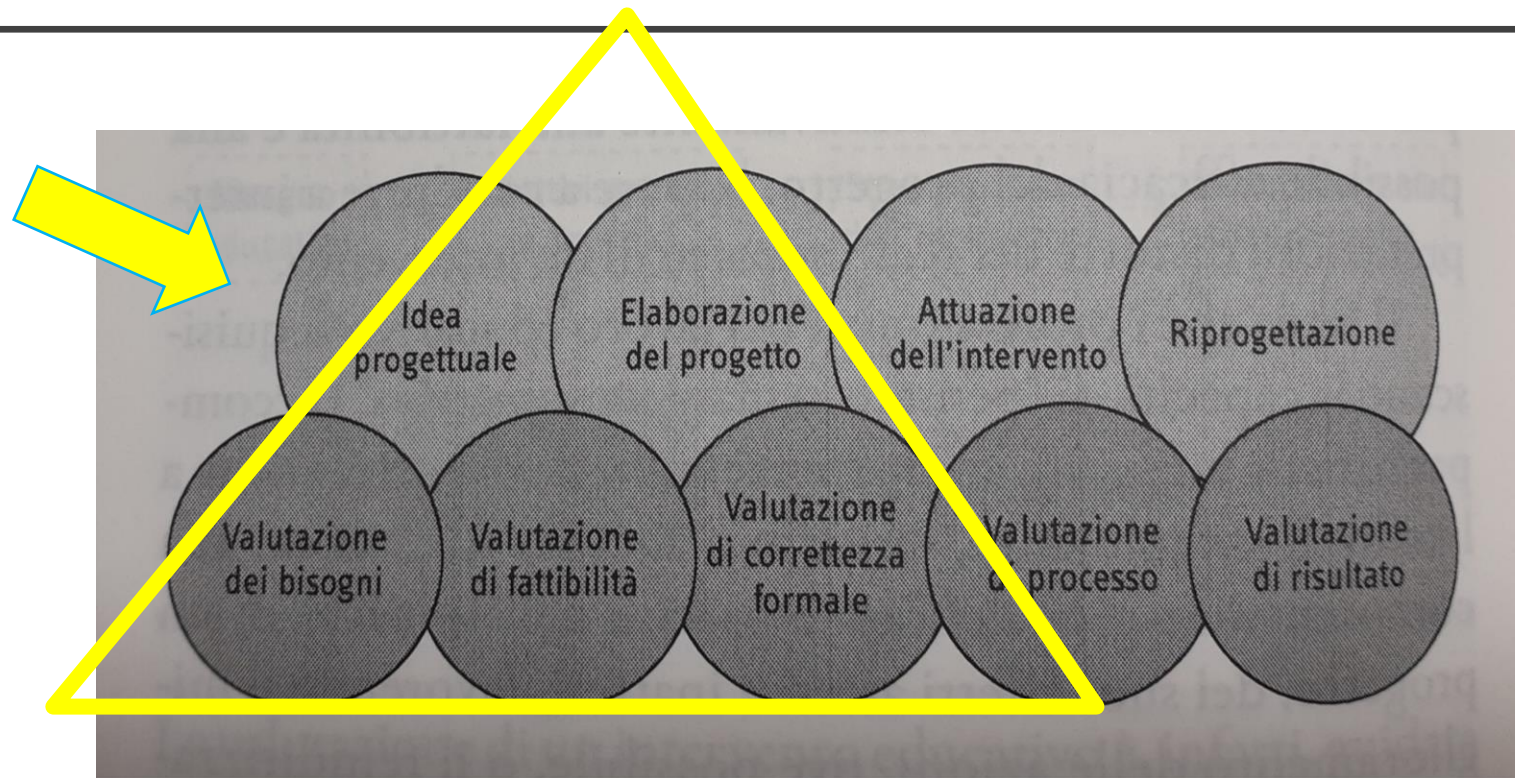 Idea
progettuale
Elaborazione
del progetto
Attuazione
dell'intervento
Riprogettazione
Valutazione
dei bisogni
Valutazione
di fattibilità
Valutazione
di correttezza
formale
Valutazione
di processo
Valutazione
di risultato